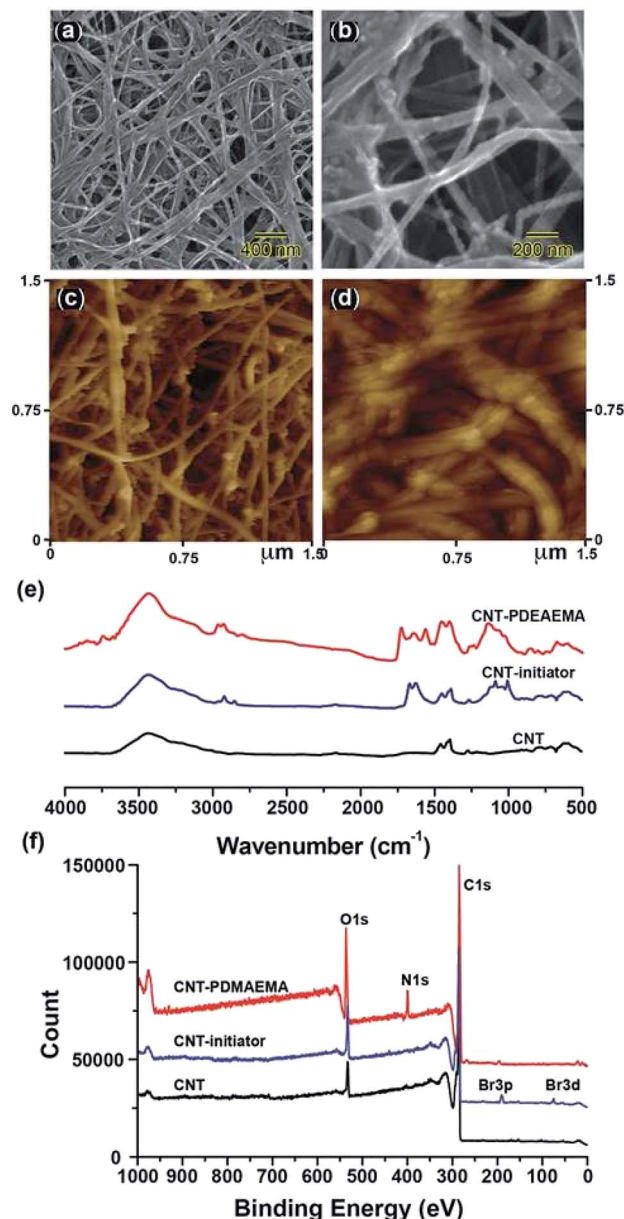 (a)
(b)
400 nm
200 nm
1.5
(c)
(d)
1.5
0.75
0.75
0
0
0.75
μm
1.5
0.75
μm
1.5
(e)
CNT-PDEAEMA
CNT-initiator
CNT
4000 3500 3000 2500 2000 1500 1000 500
Wavenumber (cm⁻¹)
(f)
150000
C1s
O1s
100000
CNT-PDMAEMA
N1s
Count
CNT-initiator
50000
Br3p Br3d
CNT
0
1000 900 800 700 600 500 400 300 200 100 0
Binding Energy (eV)